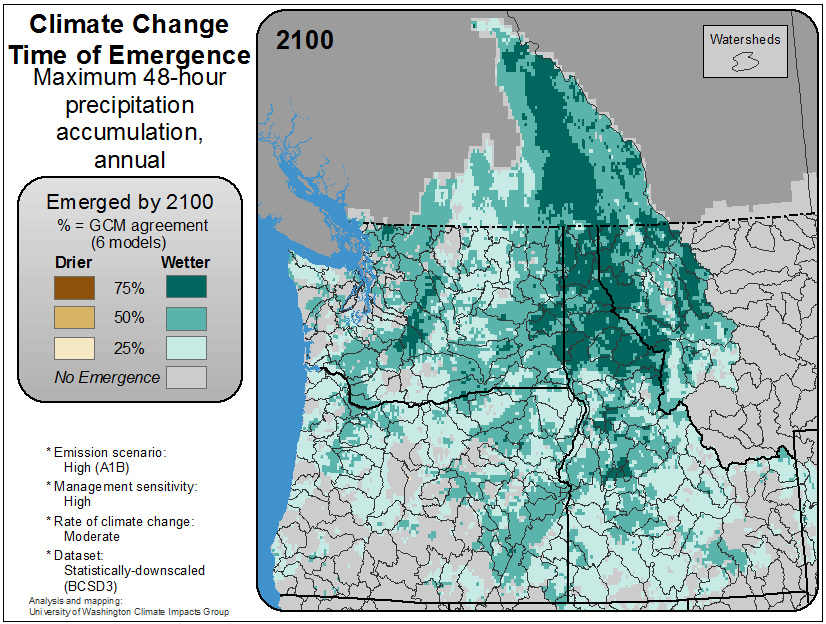 Climate Change
Time of Emergence
Maximum 48-hour
precipitation
accumulation,
annual
Emerged by 2100
% = GCM agreement
(6 models)
Drier Wetter
75%
50%
25%
No Emergence
* Emission scenario:
High (A1B)
* Management sensitivity:
High
* Rate of climate change:
Moderate
* Dataset:
Statistically-downscaled
(BCSD3)
Analysis and mapping:
University of Washington Climate Impacts Group
2100
Watersheds